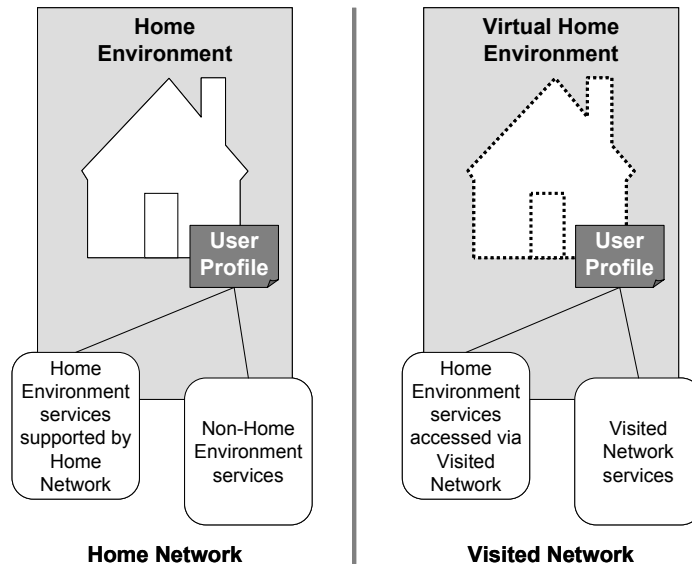 Home
Environment
User
Profile
Home
Environment
services
supported by
Home
Network
Non-Home
Environment
services
Home Network
Virtual Home
Environment
User
Profile
Home
Environment
services
accessed via
Visited
Network
Visited
Network
services
Visited Network